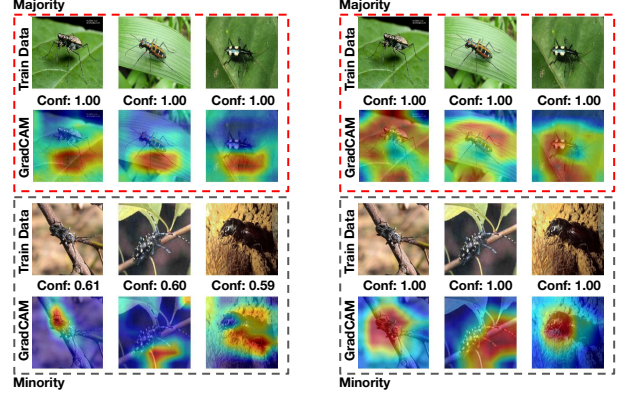 Majority
Train Data
Conf: 1.00 Conf: 1.00 Conf: 1.00
GradCAM
Train Data
Conf: 0.61 Conf: 0.60 Conf: 0.59
GradCAM
Minority
Majority
Train Data
Conf: 1.00 Conf: 1.00 Conf: 1.00
GradCAM
Train Data
Conf: 1.00 Conf: 1.00 Conf: 1.00
GradCAM
Minority